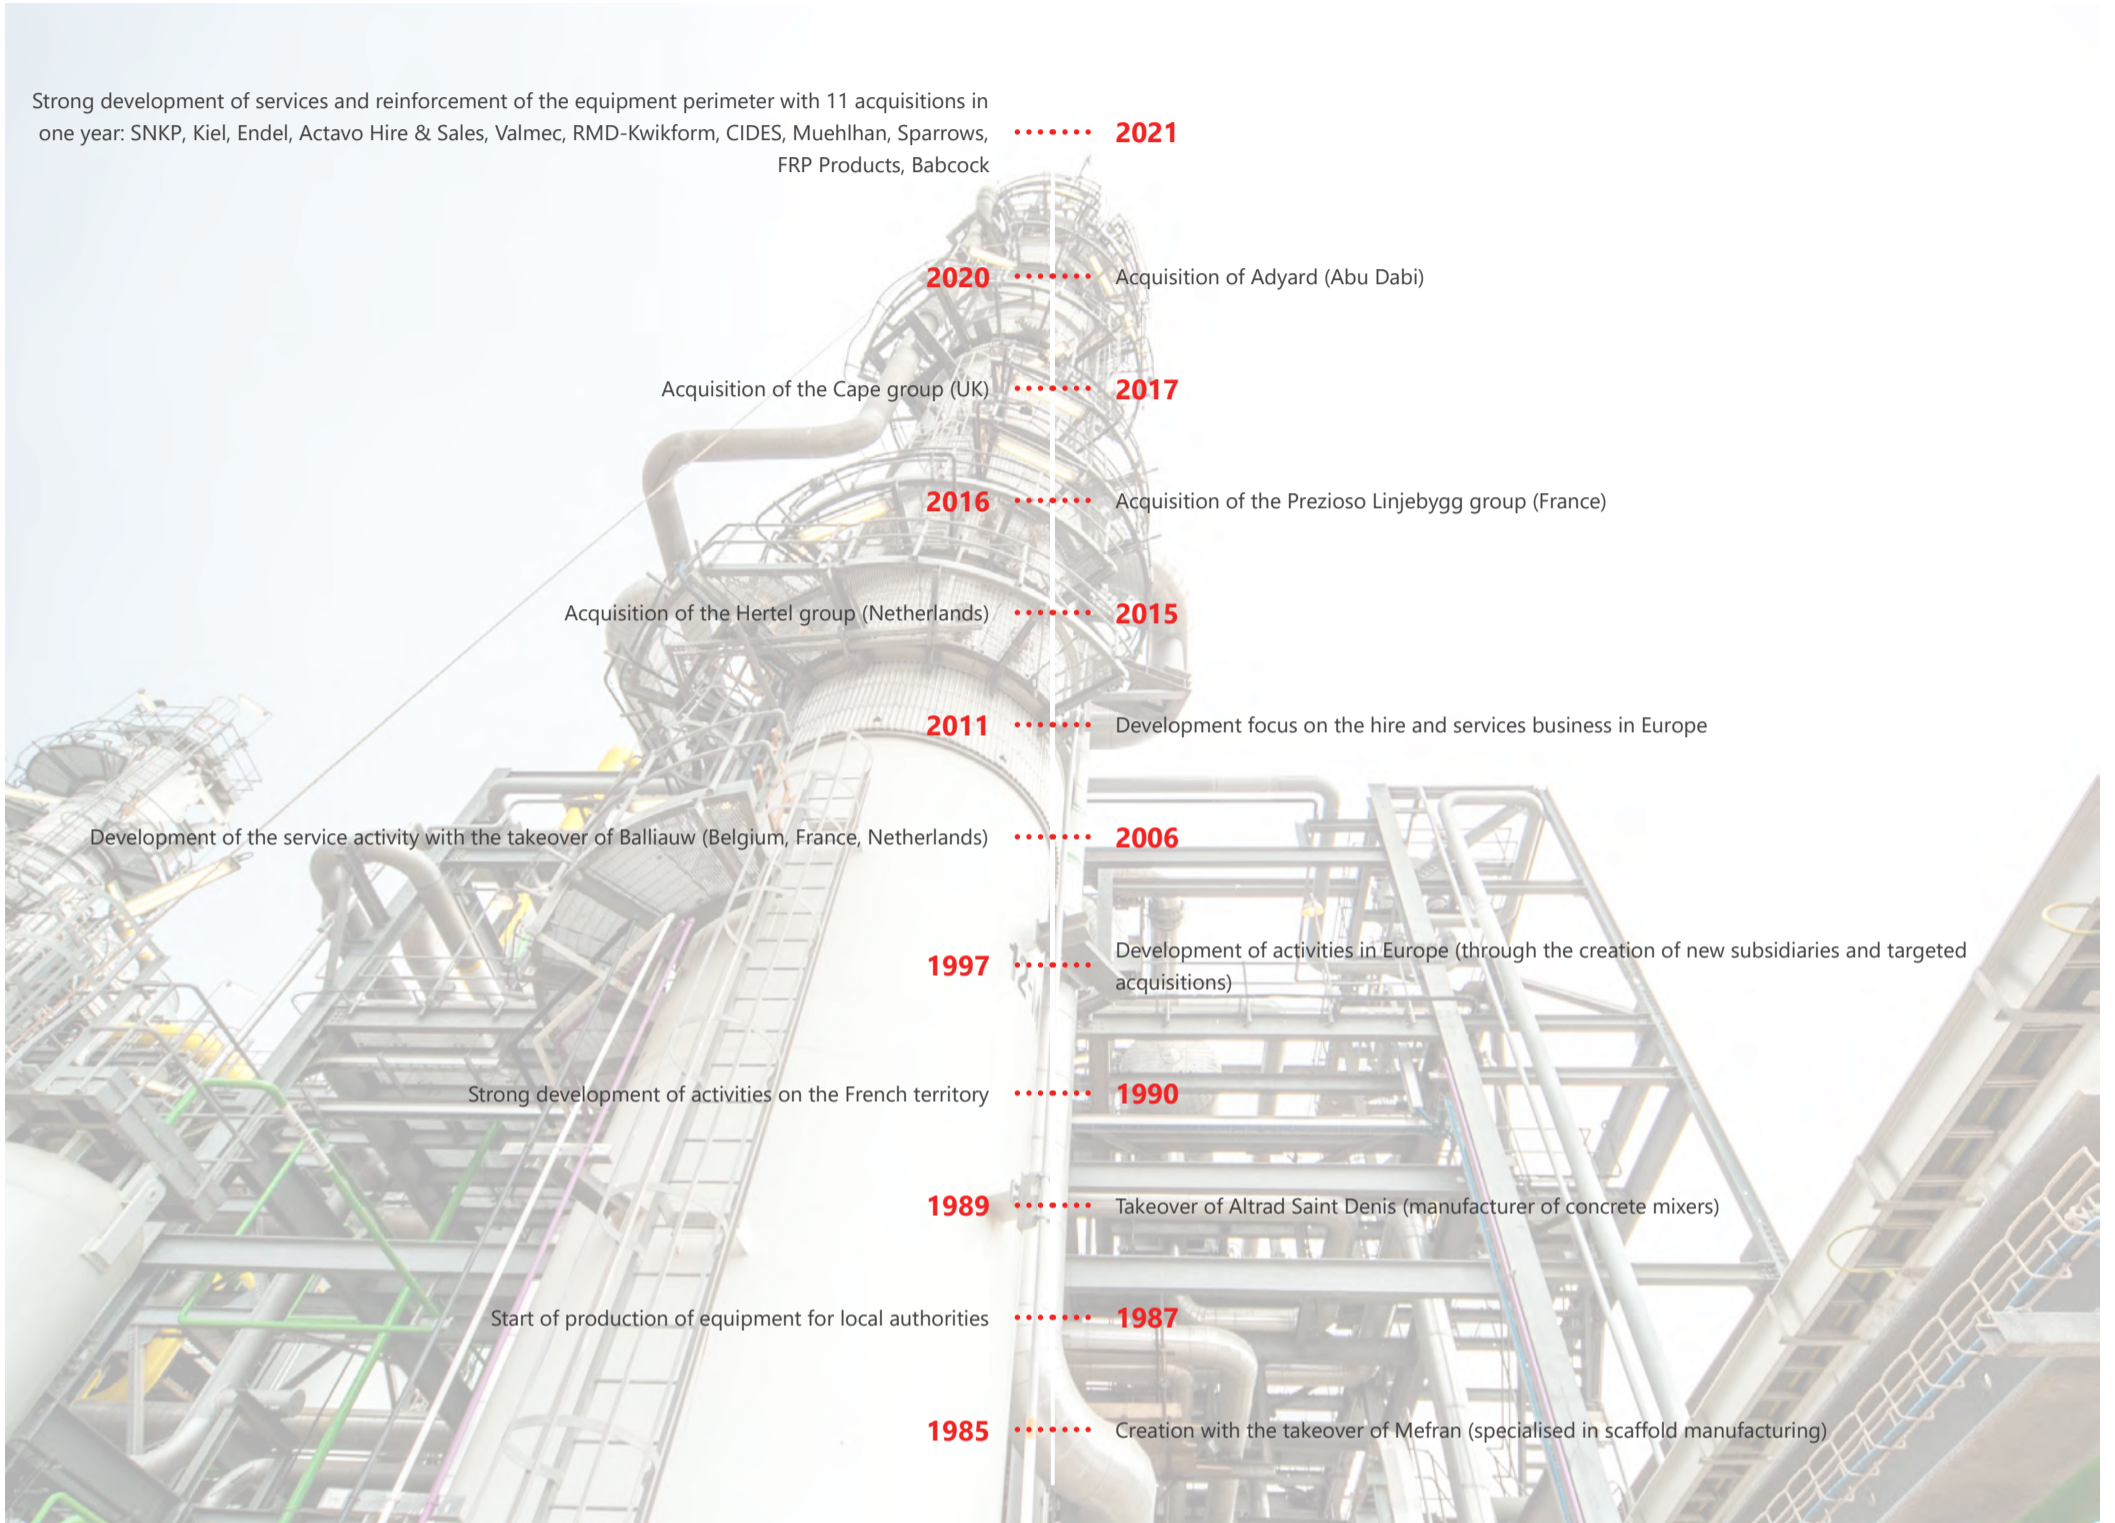 Strong development of services and reinforcement of the equipment perimeter with 11 acquisitions in
one year: SNKP, Kiel, Endel, Actavo Hire & Sales, Valmec, RMD-Kwikform, CIDES, Muehlhan, Sparrows,
FRP Products, Babcock
2021
2020
Acquisition of Adyard (Abu Dabi)
Acquisition of the Cape group (UK)
2017
2016
Acquisition of the Prezioso Linjebygg group (France)
Acquisition of the Hertel group (Netherlands)
2015
2011
Development focus on the hire and services business in Europe
Development of the service activity with the takeover of Balliauw (Belgium, France, Netherlands)
2006
1997
Development of activities in Europe (through the creation of new subsidiaries and targeted
acquisitions)
Strong development of activities on the French territory
1990
1989
Takeover of Altrad Saint Denis (manufacturer of concrete mixers)
Start of production of equipment for local authorities
1987
1985
Creation with the takeover of Mefran (specialised in scaffold manufacturing)